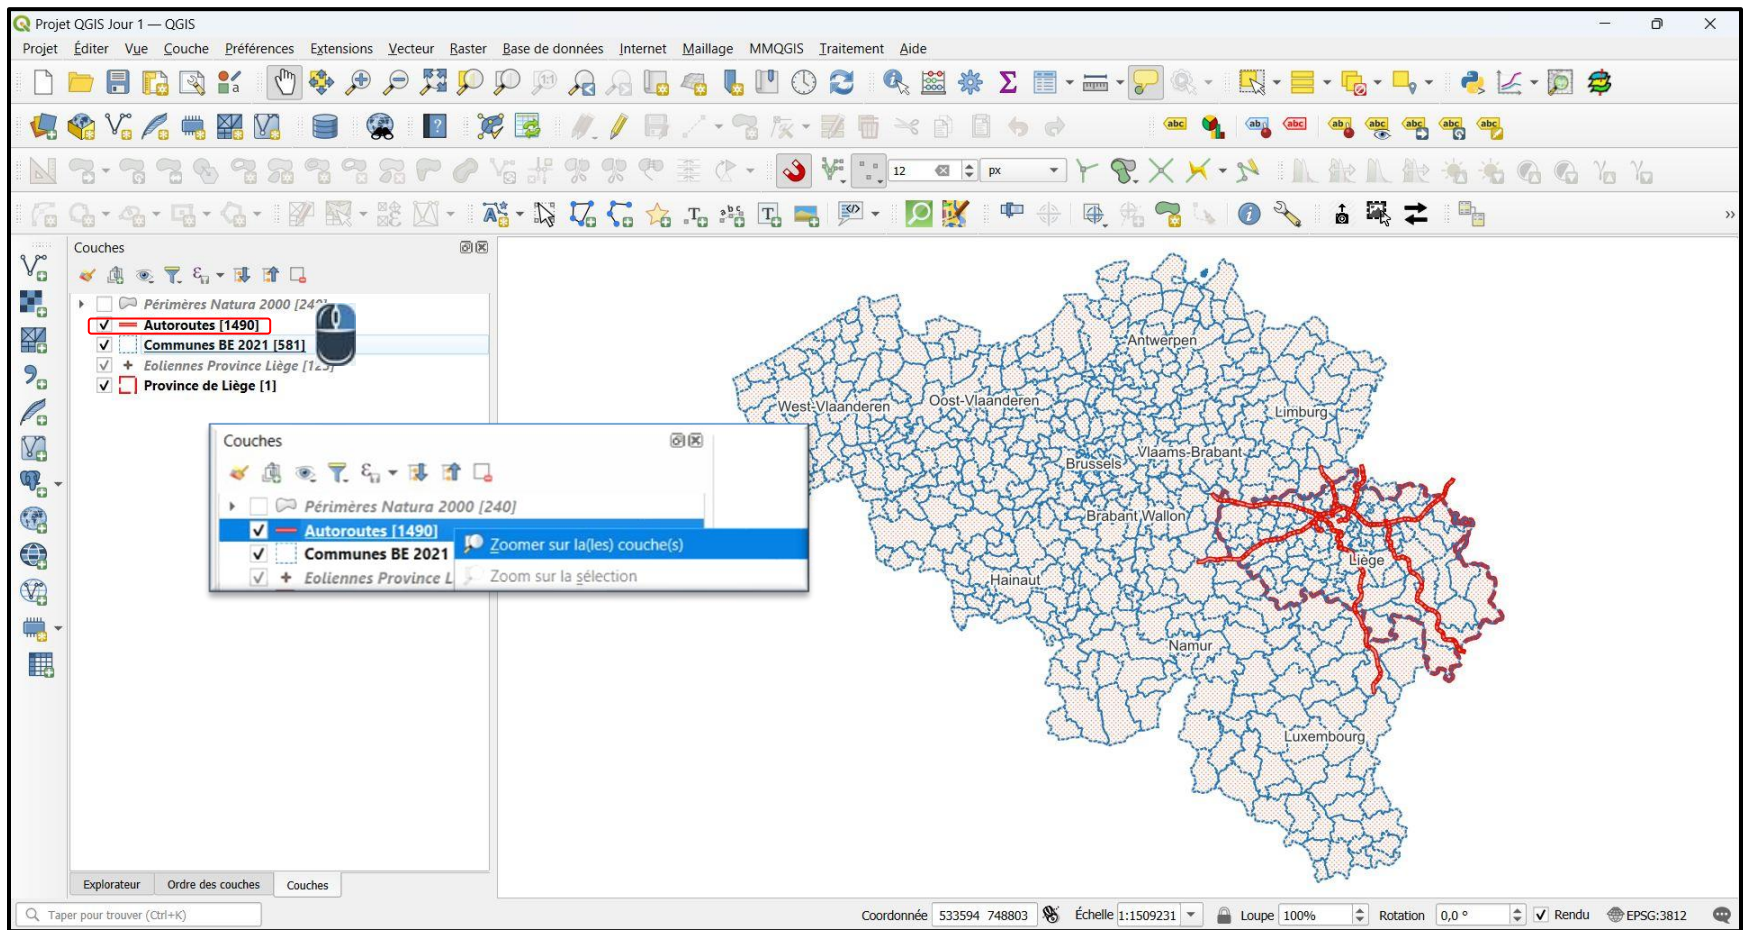 Projet QGIS Jour 1 — QGIS
Projet Éditer Vue Couche Préférences Extensions Vecteur Raster Base de données Internet Maillage MMQGIS Traitement Aide
12 px
Couches
Périmères Natura 2000 [240]
Autoroutes [1490]
Communes BE 2021 [581]
Eoliennes Province Liège [123]
Province de Liège [1]
Couches
Périmères Natura 2000 [240]
Autoroutes [1490]
Zoomer sur la(les) couche(s)
Communes BE 2021
Zoom sur la sélection
Eoliennes Province L
Antwerpen
West-Vlaanderen
Oost-Vlaanderen
Limburg
Vlaams-Brabant
Brussels
Brabant Wallon
Liège
Hainaut
Namur
Luxembourg
Explorateur Ordre des couches Couches
Taper pour trouver (Ctrl+K) Coordonnée 533594 748803 Échelle 1:1509231 Loupe 100% Rotation 0,0 ° Rendu EPSG:3812